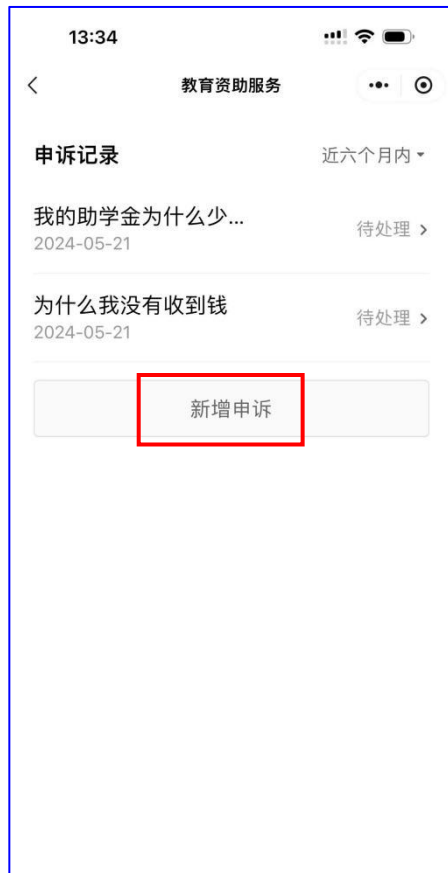 13:34
教育资助服务
申诉记录
近六个月内
我的助学金为什么少...
2024-05-21
待处理
为什么我没有收到钱
2024-05-21
待处理
新增申诉